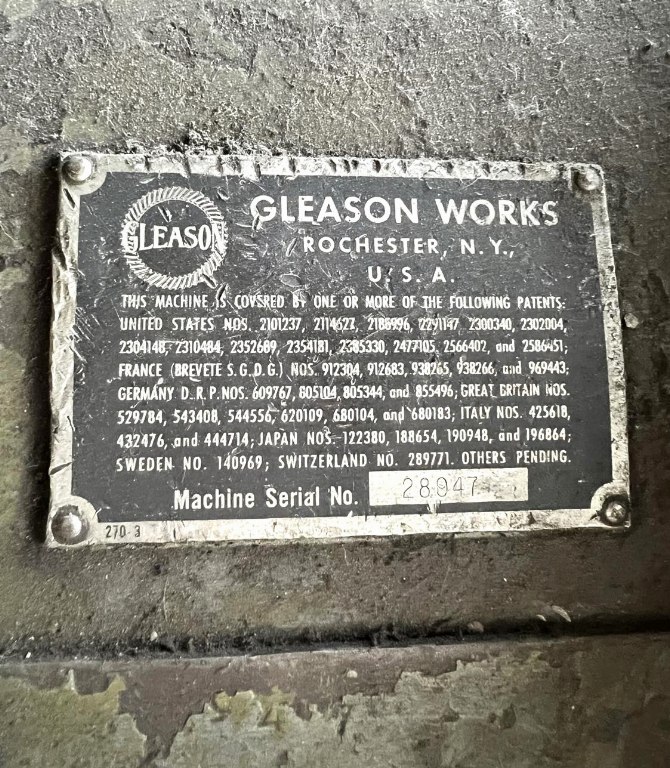 GLEASON WORKS
GLEASO
ROCHESTER, N. Y.,
U. S. A.
THIS MACHINE IS COVERED BY ONE OR MORE OF THE FOLLOWING PATENTS:
UNITED STATES NOS. 2101237, 2114627, 2186996, 2291147 2300340, 2302004,
2304148, 2310484, 2352689, 2354181, 2385330, 2477105, 2566402, and 2586451;
FRANCE (BREVETE S.G.D.G.) NOS. 912304, 912683, 938265, 938266, and 969443;
GERMANY D.R.P. NOS. 609767, 805104, 805344, and 855496; GREAT BRITAIN NOS.
529784, 543408, 544556, 620109, 680104, and 680183; ITALY NOS. 425618,
432476, and 444714; JAPAN NOS. 122380, 188654, 190948, and 196864;
SWEDEN NO. 140969; SWITZERLAND NO. 289771. OTHERS PENDING.
Machine Serial No. 28947
270-3